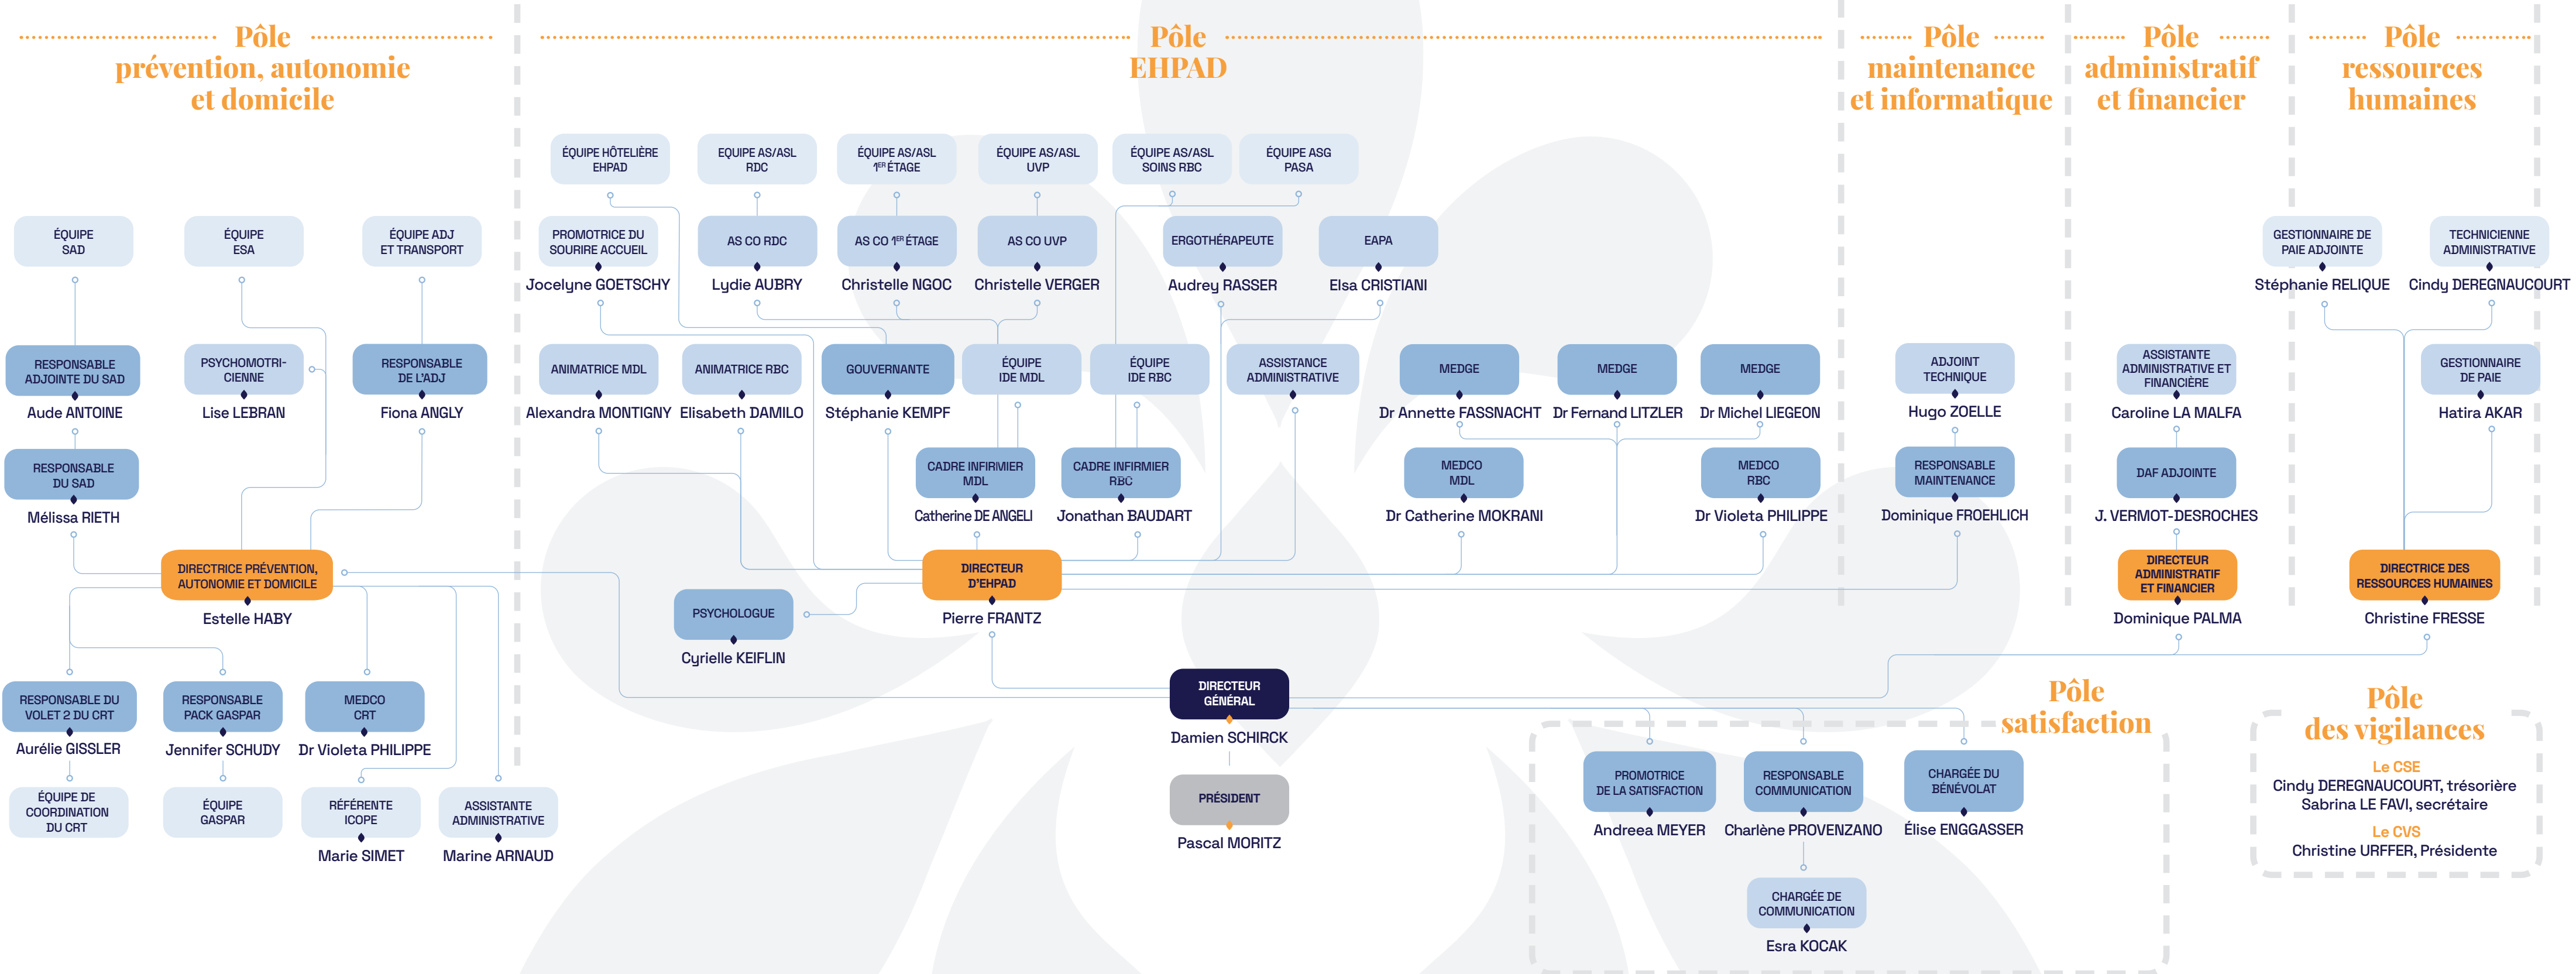 Pôle
prévention, autonomie
et domicile
Pôle
EHPAD
Pôle
maintenance
et informatique
Pôle
administratif
et financier
Pôle
ressources
humaines
ÉQUIPE HÔTELIÈRE
EHPAD
EQUIPE AS/ASL
RDC
ÉQUIPE AS/ASL
1ER ÉTAGE
ÉQUIPE AS/ASL
UVP
ÉQUIPE AS/ASL
SOINS RBC
ÉQUIPE ASG
PASA
ÉQUIPE
SAD
ÉQUIPE
ESA
ÉQUIPE ADJ
ET TRANSPORT
PROMOTRICE DU
SOURIRE ACCUEIL
Jocelyne GOETSCHY
AS CO RDC
Lydie AUBRY
AS CO 1ER ÉTAGE
Christelle NGOC
AS CO UVP
Christelle VERGER
ERGOTHÉRAPEUTE
Audrey RASSER
EAPA
Elsa CRISTIANI
GESTIONNAIRE DE
PAIE ADJOINTE
Stéphanie RELIQUE
TECHNICIENNE
ADMINISTRATIVE
Cindy DEREGNAUCOURT
RESPONSABLE
ADJOINTE DU SAD
Aude ANTOINE
PSYCHOMOTRI-
CIENNE
Lise LEBRAN
RESPONSABLE
DE L'ADJ
Fiona ANGLY
ANIMATRICE MDL
Alexandra MONTIGNY
ANIMATRICE RBC
Elisabeth DAMILO
GOUVERNANTE
Stéphanie KEMPF
ÉQUIPE
IDE MDL
ÉQUIPE
IDE RBC
ASSISTANCE
ADMINISTRATIVE
MEDGE
Dr Annette FASSNACHT
MEDGE
Dr Fernand LITZLER
MEDGE
Dr Michel LIEGEON
ADJOINT
TECHNIQUE
Hugo ZOELLE
ASSISTANTE
ADMINISTRATIVE ET
FINANCIÈRE
Caroline LA MALFA
GESTIONNAIRE
DE PAIE
Hatira AKAR
RESPONSABLE
DU SAD
Mélissa RIETH
CADRE INFIRMIER
MDL
Catherine DE ANGELI
CADRE INFIRMIER
RBC
Jonathan BAUDART
MEDCO
MDL
Dr Catherine MOKRANI
MEDCO
RBC
Dr Violeta PHILIPPE
RESPONSABLE
MAINTENANCE
Dominique FROEHLICH
DAF ADJOINTE
J. VERMOT-DESROCHES
DIRECTRICE PRÉVENTION,
AUTONOMIE ET DOMICILE
Estelle HABY
DIRECTEUR
D'EHPAD
Pierre FRANTZ
DIRECTEUR
ADMINISTRATIF
ET FINANCIER
Dominique PALMA
DIRECTRICE DES
RESSOURCES HUMAINES
Christine FRESSE
PSYCHOLOGUE
Cyrielle KEIFLIN
RESPONSABLE DU
VOLET 2 DU CRT
Aurélie GISSLER
RESPONSABLE
PACK GASPAR
Jennifer SCHUDY
MEDCO
CRT
Dr Violeta PHILIPPE
DIRECTEUR
GÉNÉRAL
Damien SCHIRCK
PRÉSIDENT
Pascal MORITZ
ÉQUIPE DE
COORDINATION
DU CRT
ÉQUIPE
GASPAR
RÉFÉRENTE
ICOPE
Marie SIMET
ASSISTANTE
ADMINISTRATIVE
Marine ARNAUD
Pôle
satisfaction
PROMOTRICE
DE LA SATISFACTION
Andreea MEYER
RESPONSABLE
COMMUNICATION
Charlène PROVENZANO
CHARGÉE DU
BÉNÉVOLAT
Élise ENGGASSER
CHARGÉE DE
COMMUNICATION
Esra KOCAK
Pôle
des vigilances
Le CSE
Cindy DEREGNAUCOURT, trésorière
Sabrina LE FAVI, secrétaire
Le CVS
Christine URFFER, Présidente